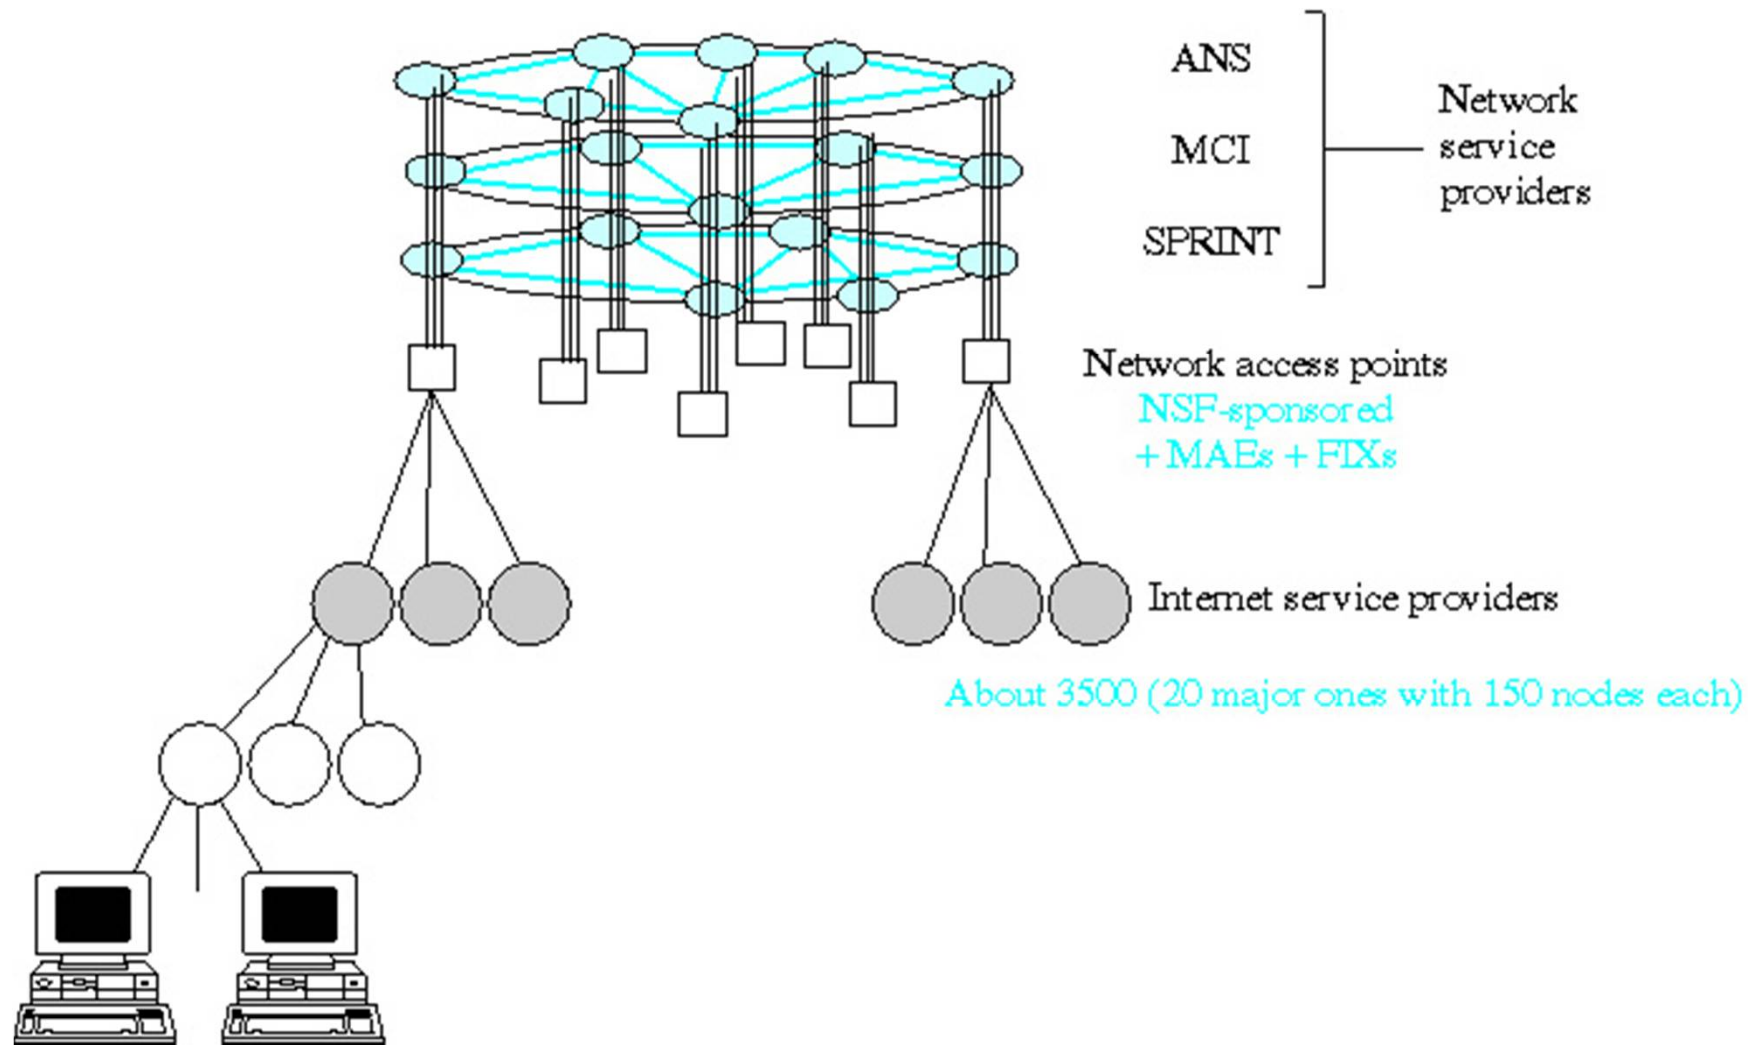 ANS
MCI
SPRINT
Network
service
providers
Network access points
NSF-sponsored
+ MAEs + FIXs
Internet service providers
About 3500 (20 major ones with 150 nodes each)